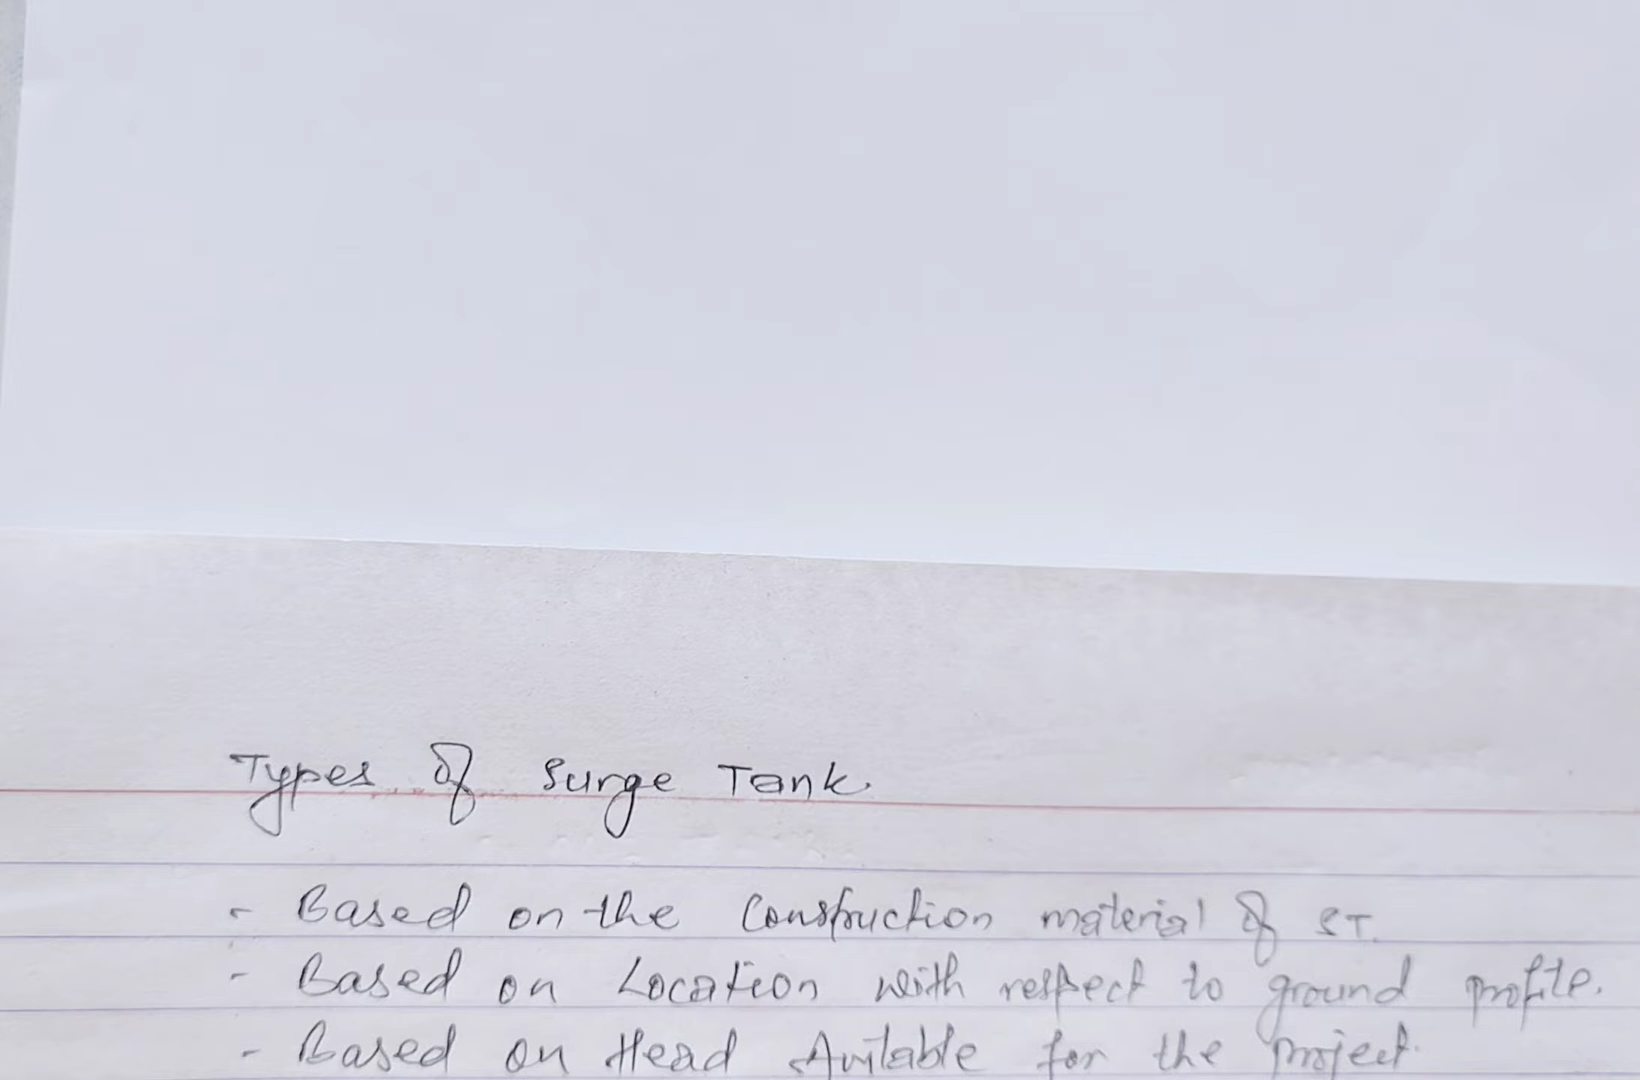 Types of Surge Tank.
- Based on the Construction material of ST.
- Based on Location with respect to ground profile.
- Based on Head Avilable for the project.